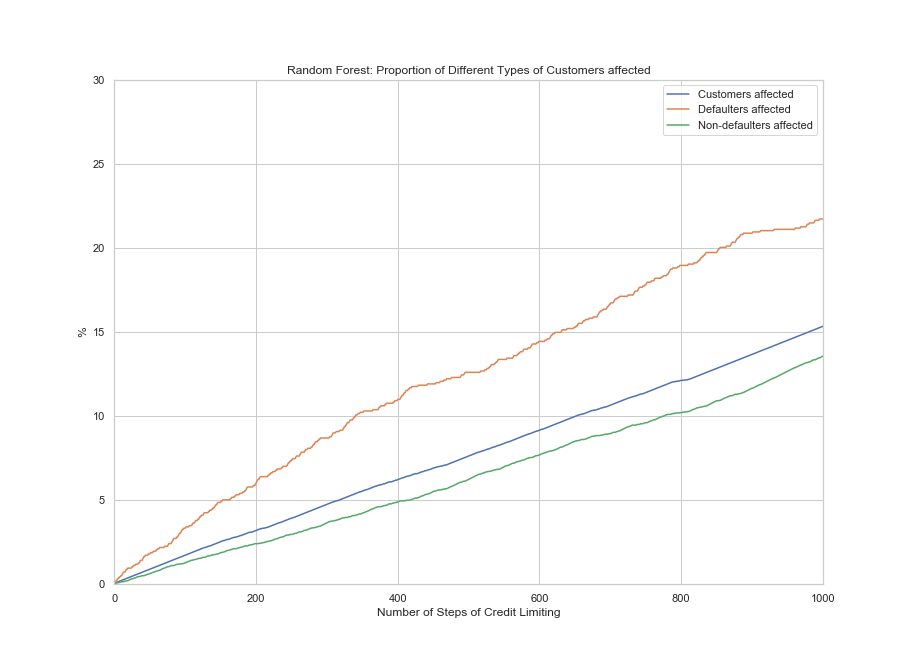 Random Forest: Proportion of Different Types of Customers affected
30
25
20
15
10
5
0
%
Customers affected
Defaulters affected
Non-defaulters affected
0 200 400 600 800 1000
Number of Steps of Credit Limiting